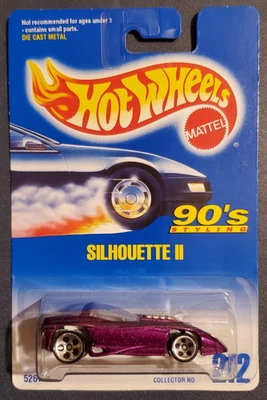 Not recommended for ages under 3
- contains small parts.
DIE CAST METAL
HOT WHEELS
MATTEL
®
90's
STYLING
SILHOUETTE II
COLLECTOR NO.
212